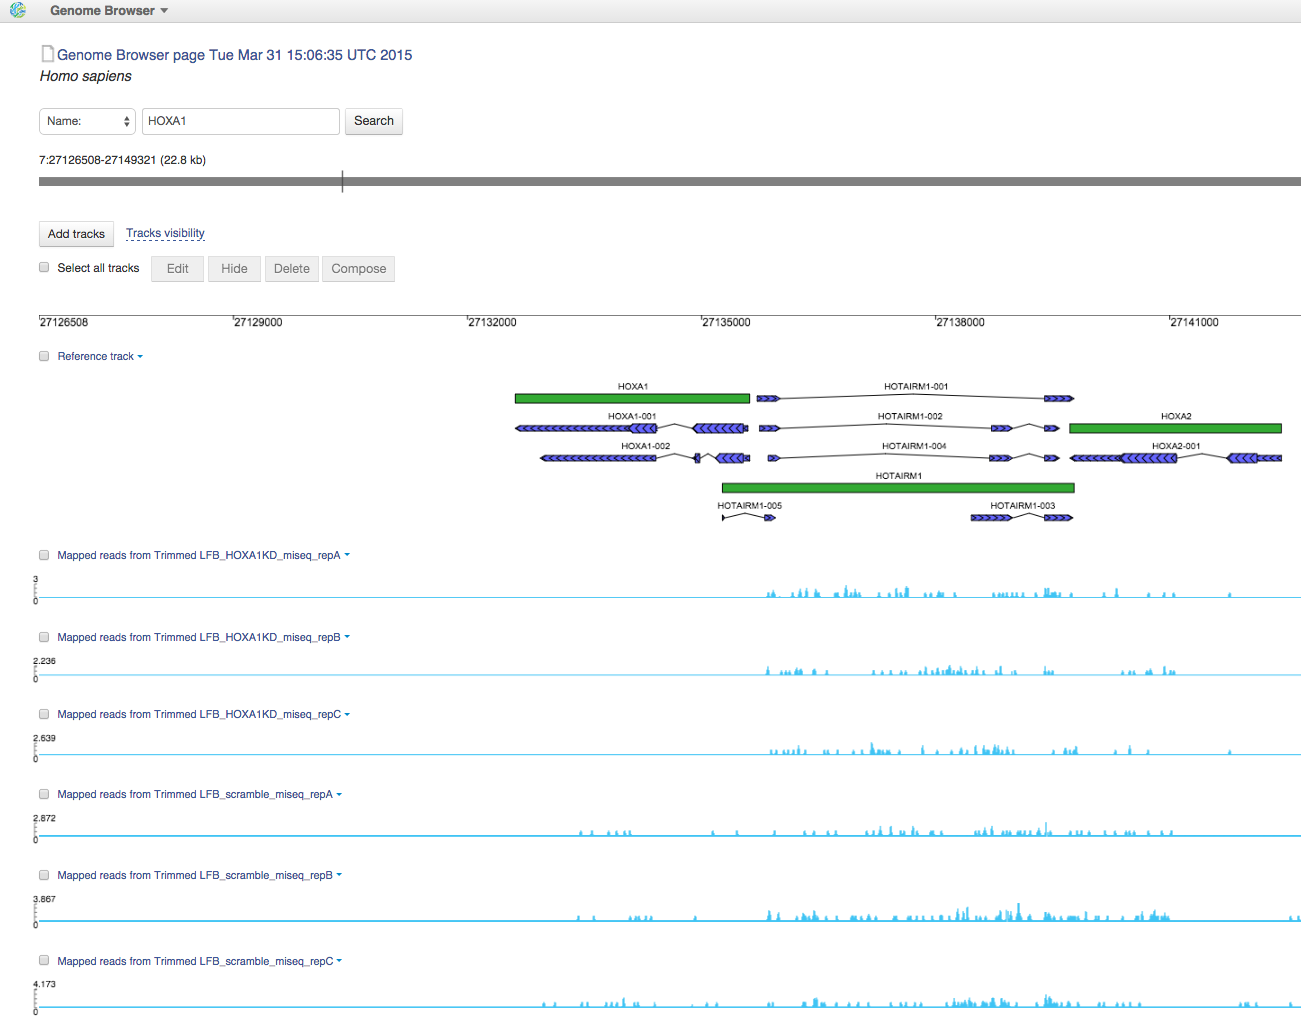 Genome Browser
Genome Browser page Tue Mar 31 15:06:35 UTC 2015
Homo sapiens
Name: HOXA1 Search
7:27126508-27149321 (22.8 kb)
Add tracks Tracks visibility
Select all tracks Edit Hide Delete Compose
27126508 27129000 27132000 27135000 27138000 27141000
Reference track
HOXA1 HOTAIRM1-001
HOXA1-001 HOTAIRM1-002 HOXA2
HOXA1-002 HOTAIRM1-004 HOXA2-001
HOTAIRM1
HOTAIRM1-005 HOTAIRM1-003
Mapped reads from Trimmed LFB_HOXA1KD_miseq_repA
3
0
Mapped reads from Trimmed LFB_HOXA1KD_miseq_repB
2.236
0
Mapped reads from Trimmed LFB_HOXA1KD_miseq_repC
2.639
0
Mapped reads from Trimmed LFB_scramble_miseq_repA
2.872
0
Mapped reads from Trimmed LFB_scramble_miseq_repB
3.867
0
Mapped reads from Trimmed LFB_scramble_miseq_repC
4.173
0